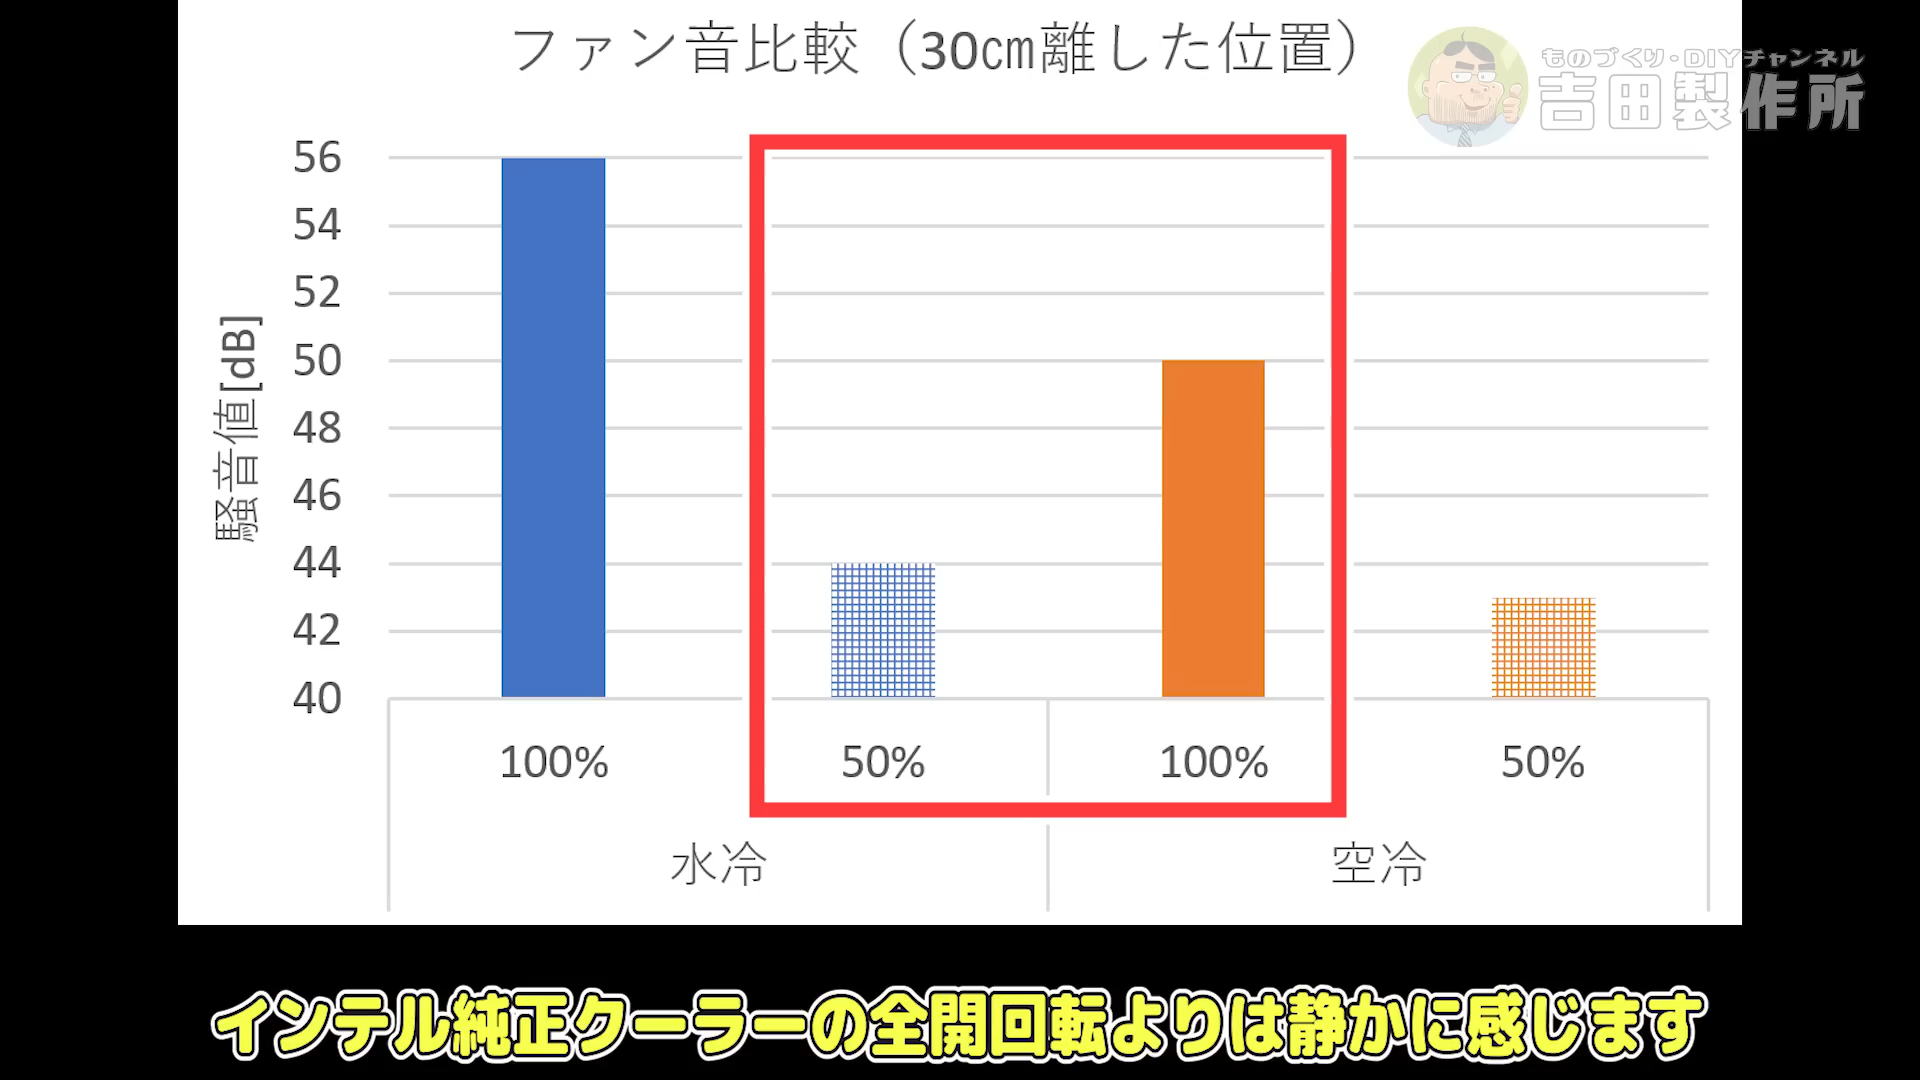 ファン音比較（30㎝離した位置）
ものづくり・DIYチャンネル
吉田製作所
騒音値[dB]
56
54
52
50
48
46
44
42
40
100%
50%
100%
50%
水冷
空冷
インテル純正クーラーの全開回転よりは静かに感じます